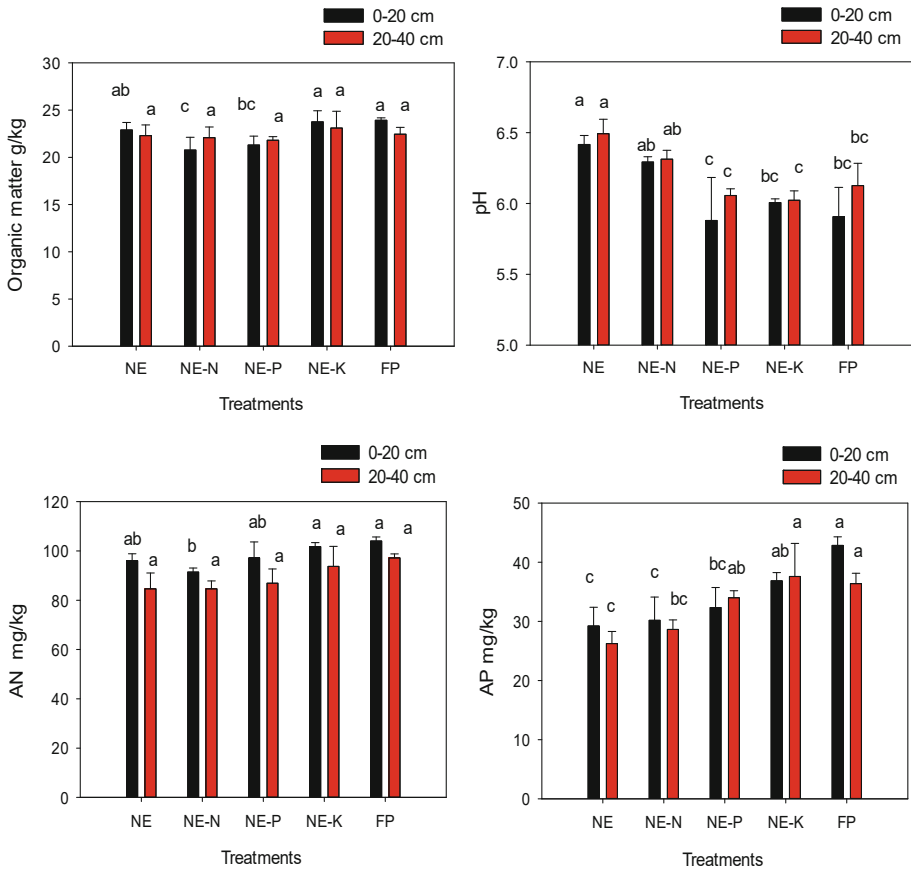 0-20 cm
20-40 cm
Organic matter g/kg
30
25
20
15
10
5
0
ab a c a bc a a a a a
NE NE-N NE-P NE-K FP
Treatments
0-20 cm
20-40 cm
pH
7.0
6.5
6.0
5.5
5.0
a a ab ab c c bc c bc bc
NE NE-N NE-P NE-K FP
Treatments
0-20 cm
20-40 cm
AN mg/kg
120
100
80
60
40
20
0
ab a b a ab a a a a a
NE NE-N NE-P NE-K FP
Treatments
0-20 cm
20-40 cm
AP mg/kg
50
40
30
20
10
0
c c c bc bc ab ab a a a
NE NE-N NE-P NE-K FP
Treatments